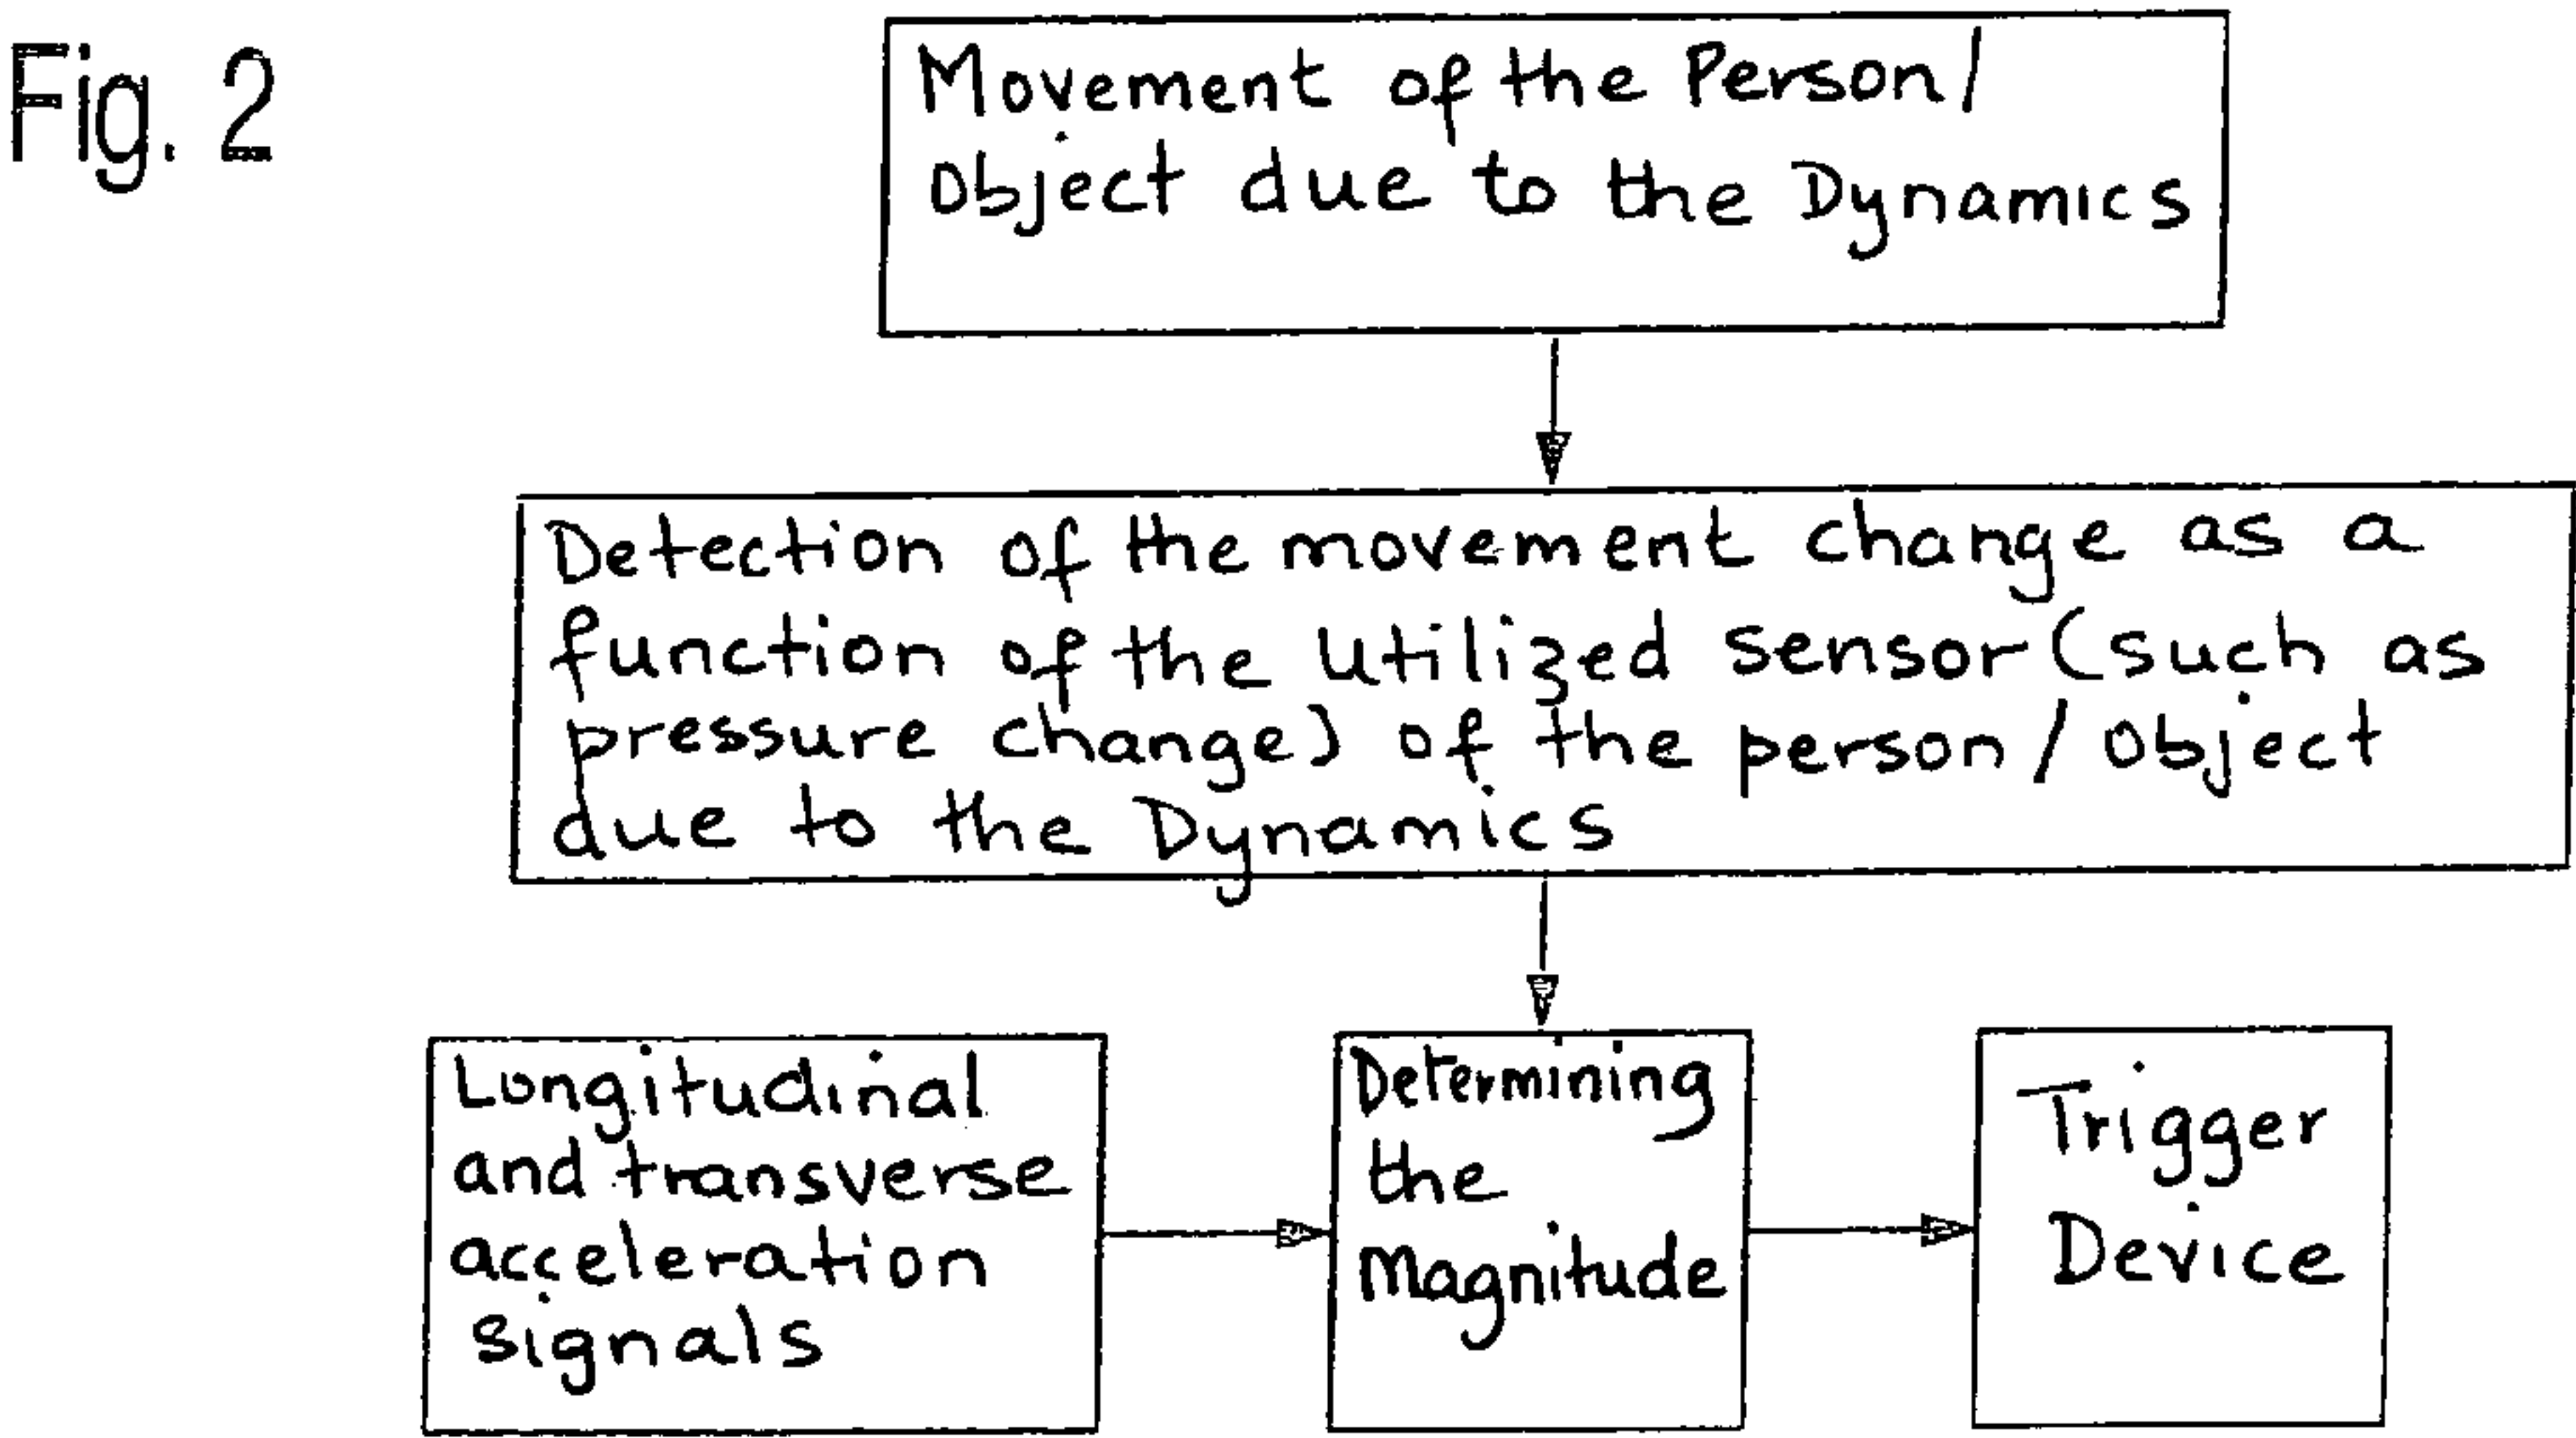 Fig. 2
Movement of the Person/
Object due to the Dynamics
Detection of the movement change as a
function of the utilized sensor (such as
pressure change) of the person / object
due to the Dynamics
Longitudinal
and transverse
acceleration
signals
Determining
the
Magnitude
Trigger
Device